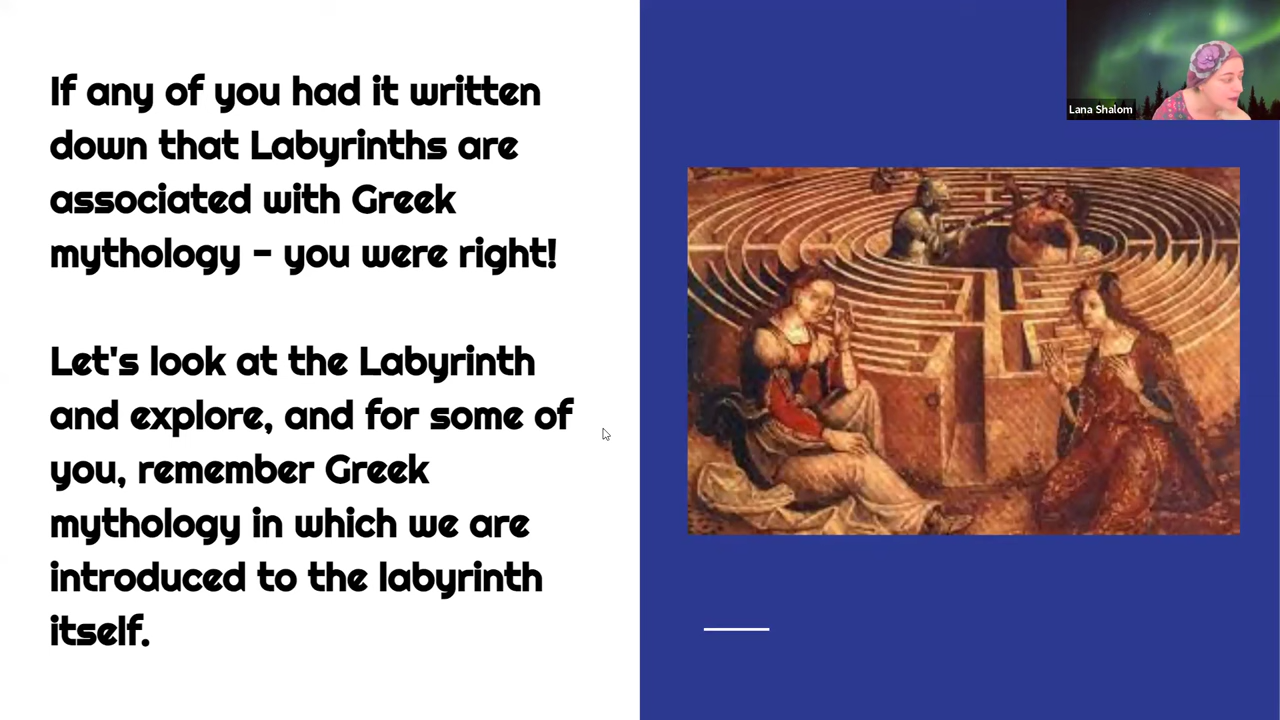 If any of you had it written
down that Labyrinths are
associated with Greek
mythology - you were right!
Let's look at the Labyrinth
and explore, and for some of
you, remember Greek
mythology in which we are
introduced to the labyrinth
itself.
Lana Shalom